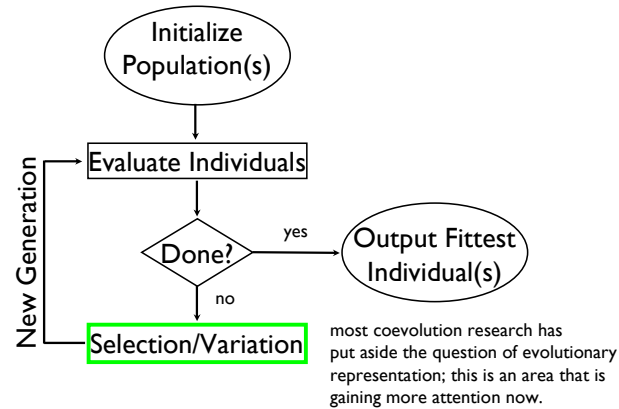 Initialize
Population(s)
Evaluate Individuals
New Generation
Done?
yes
Output Fittest
Individual(s)
no
Selection/Variation
most coevolution research has
put aside the question of evolutionary
representation; this is an area that is
gaining more attention now.